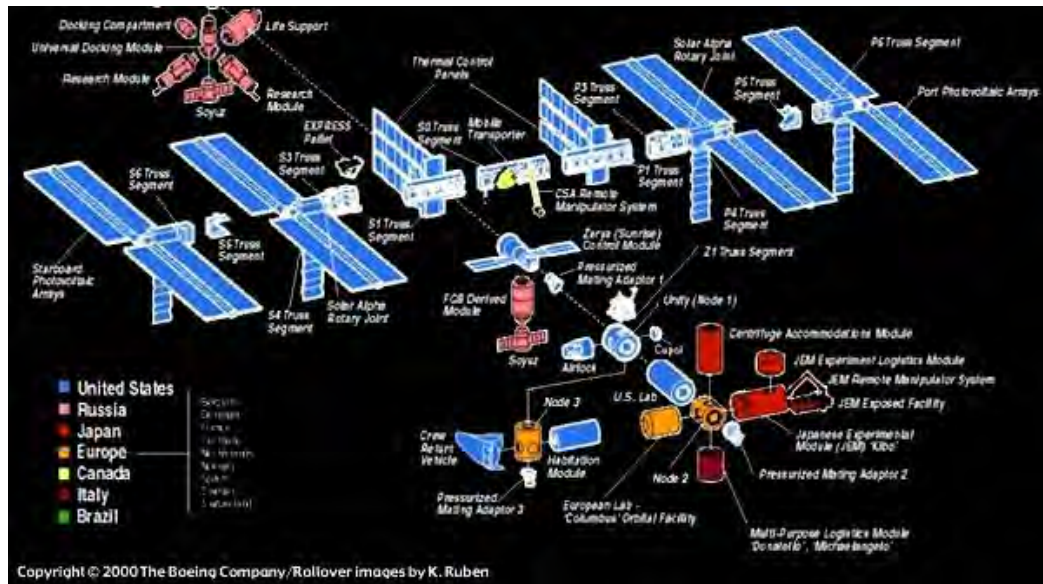 Docking Compartment
Life Support
Universal Docking Module
Research Module
Soyuz
Research
Module
Thermal Control
Panels
EXPRESS
Pallet
S0 Truss
Segment
Mobile
Transporter
P3 Truss
Segment
Solar Alpha
Rotary Joint
P5 Truss
Segment
P6 Truss Segment
Port Photovoltaic Arrays
S3 Truss
Segment
S6 Truss
Segment
P1 Truss
Segment
CSA Remote
Manipulator System
P4 Truss
Segment
S1 Truss
Segment
S5 Truss
Segment
Starboard
Photovoltaic
Arrays
S4 Truss
Segment
Solar Alpha
Rotary Joint
Zarya (Sunrise)
Control Module
Z1 Truss Segment
Pressurized
Mating Adaptor 1
FGB Derived
Module
Soyuz
Unity (Node 1)
Airlock
Centrifuge Accommodations Module
JEM Experiment Logistics Module
JEM Remote Manipulator System
JEM Exposed Facility
U.S. Lab
Node 3
Crew
Return
Vehicle
Habitation
Module
Pressurized
Mating Adaptor 3
Node 2
Japanese Experimental
Module (JEM) 'Kibo'
Pressurized Mating Adaptor 2
European Lab -
'Columbus' Orbital Facility
Multi-Purpose Logistics Module
'Donatello', 'Michaelangelo'
United States
Russia
Japan
Europe
Canada
Italy
Brazil
Copyright © 2000 The Boeing Company/Rollover images by K. Ruben